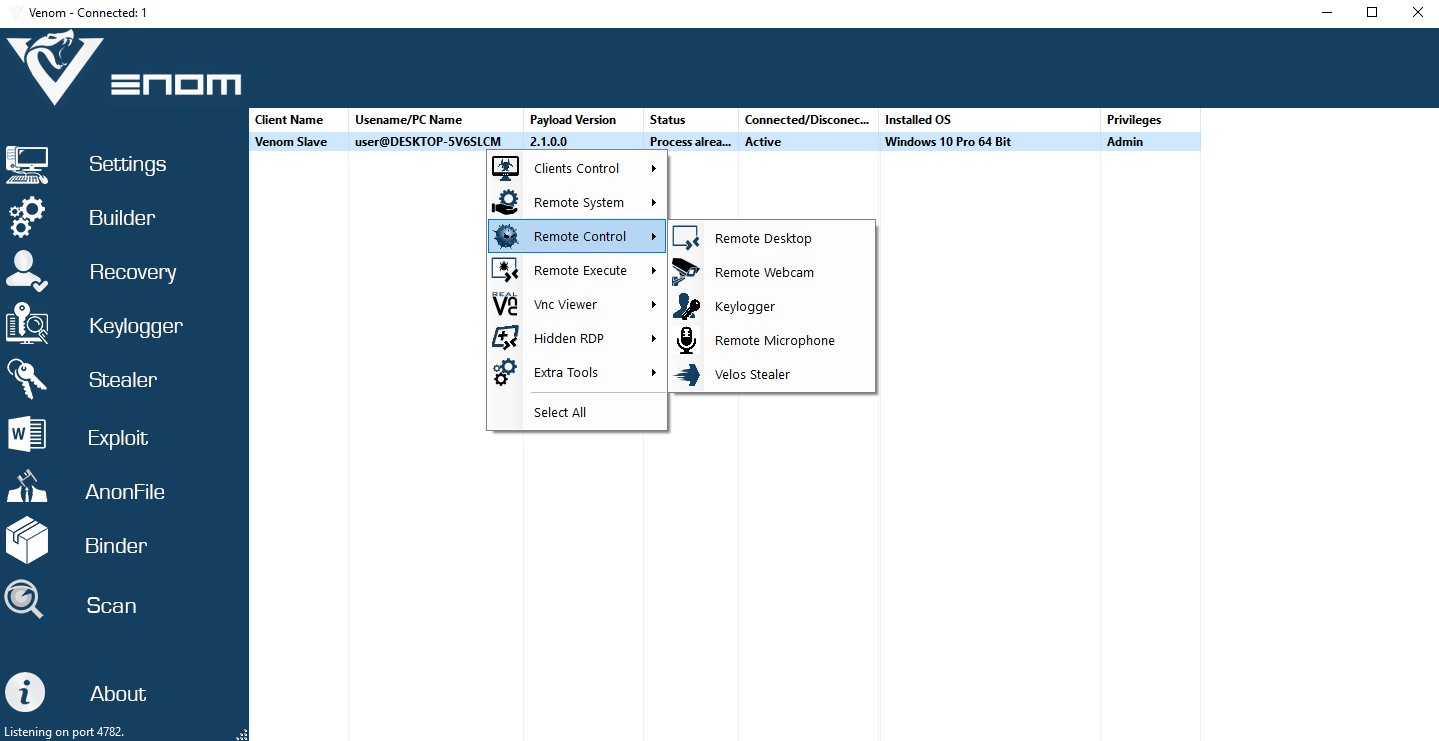 Venom - Connected: 1
VENOM
Client Name Usename/PC Name Payload Version Status Connected/Disconec... Installed OS Privileges
Venom Slave user@DESKTOP-5V6SLCM 2.1.0.0 Process alrea... Active Windows 10 Pro 64 Bit Admin
Settings
Builder
Recovery
Keylogger
Stealer
Exploit
AnonFile
Binder
Scan
About
Listening on port 4782.
Clients Control
Remote System
Remote Control
Remote Execute
REAL
VNC
Vnc Viewer
Hidden RDP
Extra Tools
Select All
Remote Desktop
Remote Webcam
Keylogger
Remote Microphone
Velos Stealer
W